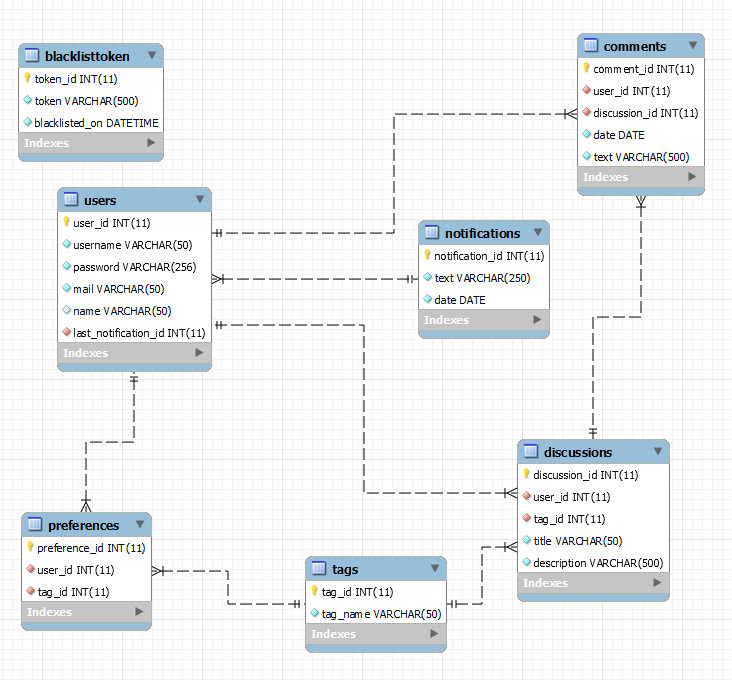 blacklisttoken
token_id INT(11)
token VARCHAR(500)
blacklisted_on DATETIME
Indexes
comments
comment_id INT(11)
user_id INT(11)
discussion_id INT(11)
date DATE
text VARCHAR(500)
Indexes
users
user_id INT(11)
username VARCHAR(50)
password VARCHAR(256)
mail VARCHAR(50)
name VARCHAR(50)
last_notification_id INT(11)
Indexes
notifications
notification_id INT(11)
text VARCHAR(250)
date DATE
Indexes
discussions
discussion_id INT(11)
user_id INT(11)
tag_id INT(11)
title VARCHAR(50)
description VARCHAR(500)
Indexes
preferences
preference_id INT(11)
user_id INT(11)
tag_id INT(11)
Indexes
tags
tag_id INT(11)
tag_name VARCHAR(50)
Indexes